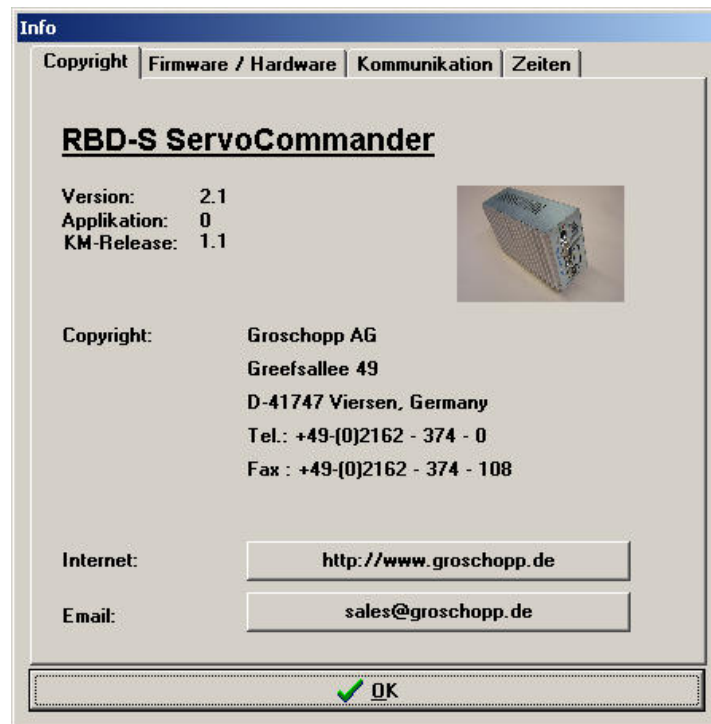 Info
Copyright Firmware / Hardware Kommunikation Zeiten
RBD-S ServoCommander
Version: 2.1
Applikation: 0
KM-Release: 1.1
Copyright: Groschopp AG
Greefsallee 49
D-41747 Viersen, Germany
Tel.: +49-(0)2162 - 374 - 0
Fax : +49-(0)2162 - 374 - 108
Internet: http://www.groschopp.de
Email: sales@groschopp.de
OK